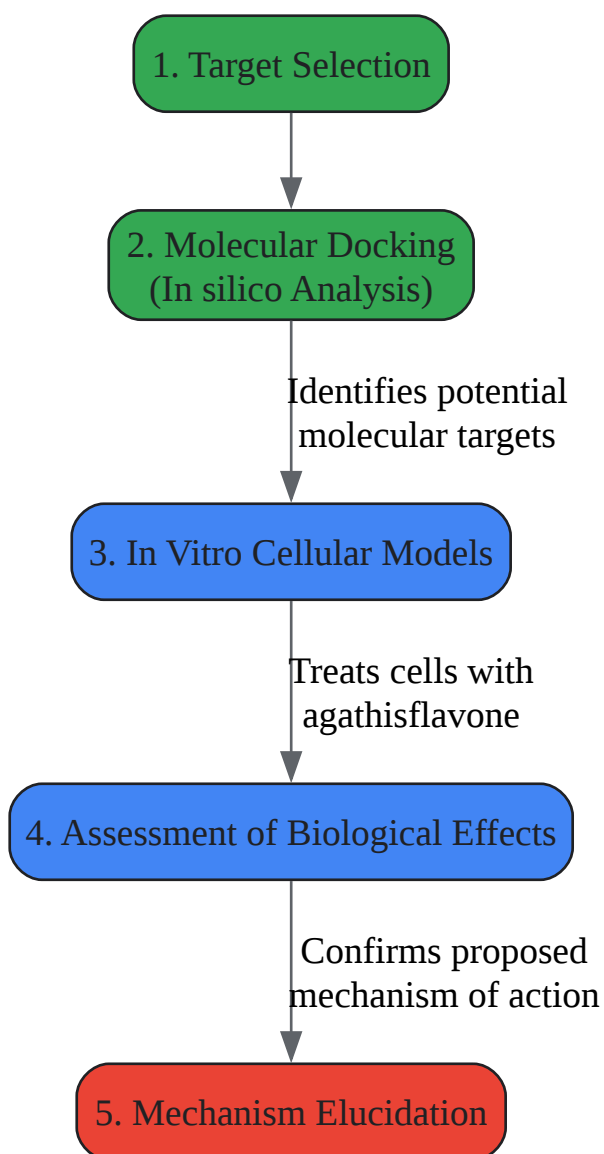 1. Target Selection
2. Molecular Docking
(In silico Analysis)
Identifies potential
molecular targets
3. In Vitro Cellular Models
Treats cells with
agathisflavone
4. Assessment of Biological Effects
Confirms proposed
mechanism of action
5. Mechanism Elucidation